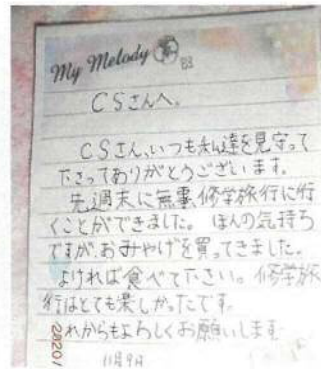 My Melody
CSさんへ。
CSさん、いつも私達を見守って
下さってありがとうございます。
先週末に無事、修学旅行に行
くことができました。ほんの気持ち
ですが、おみやげを買ってきました。
よければ食べて下さい。修学旅
行はとても楽しかったです。
これからもよろしくお願いします
11月9日